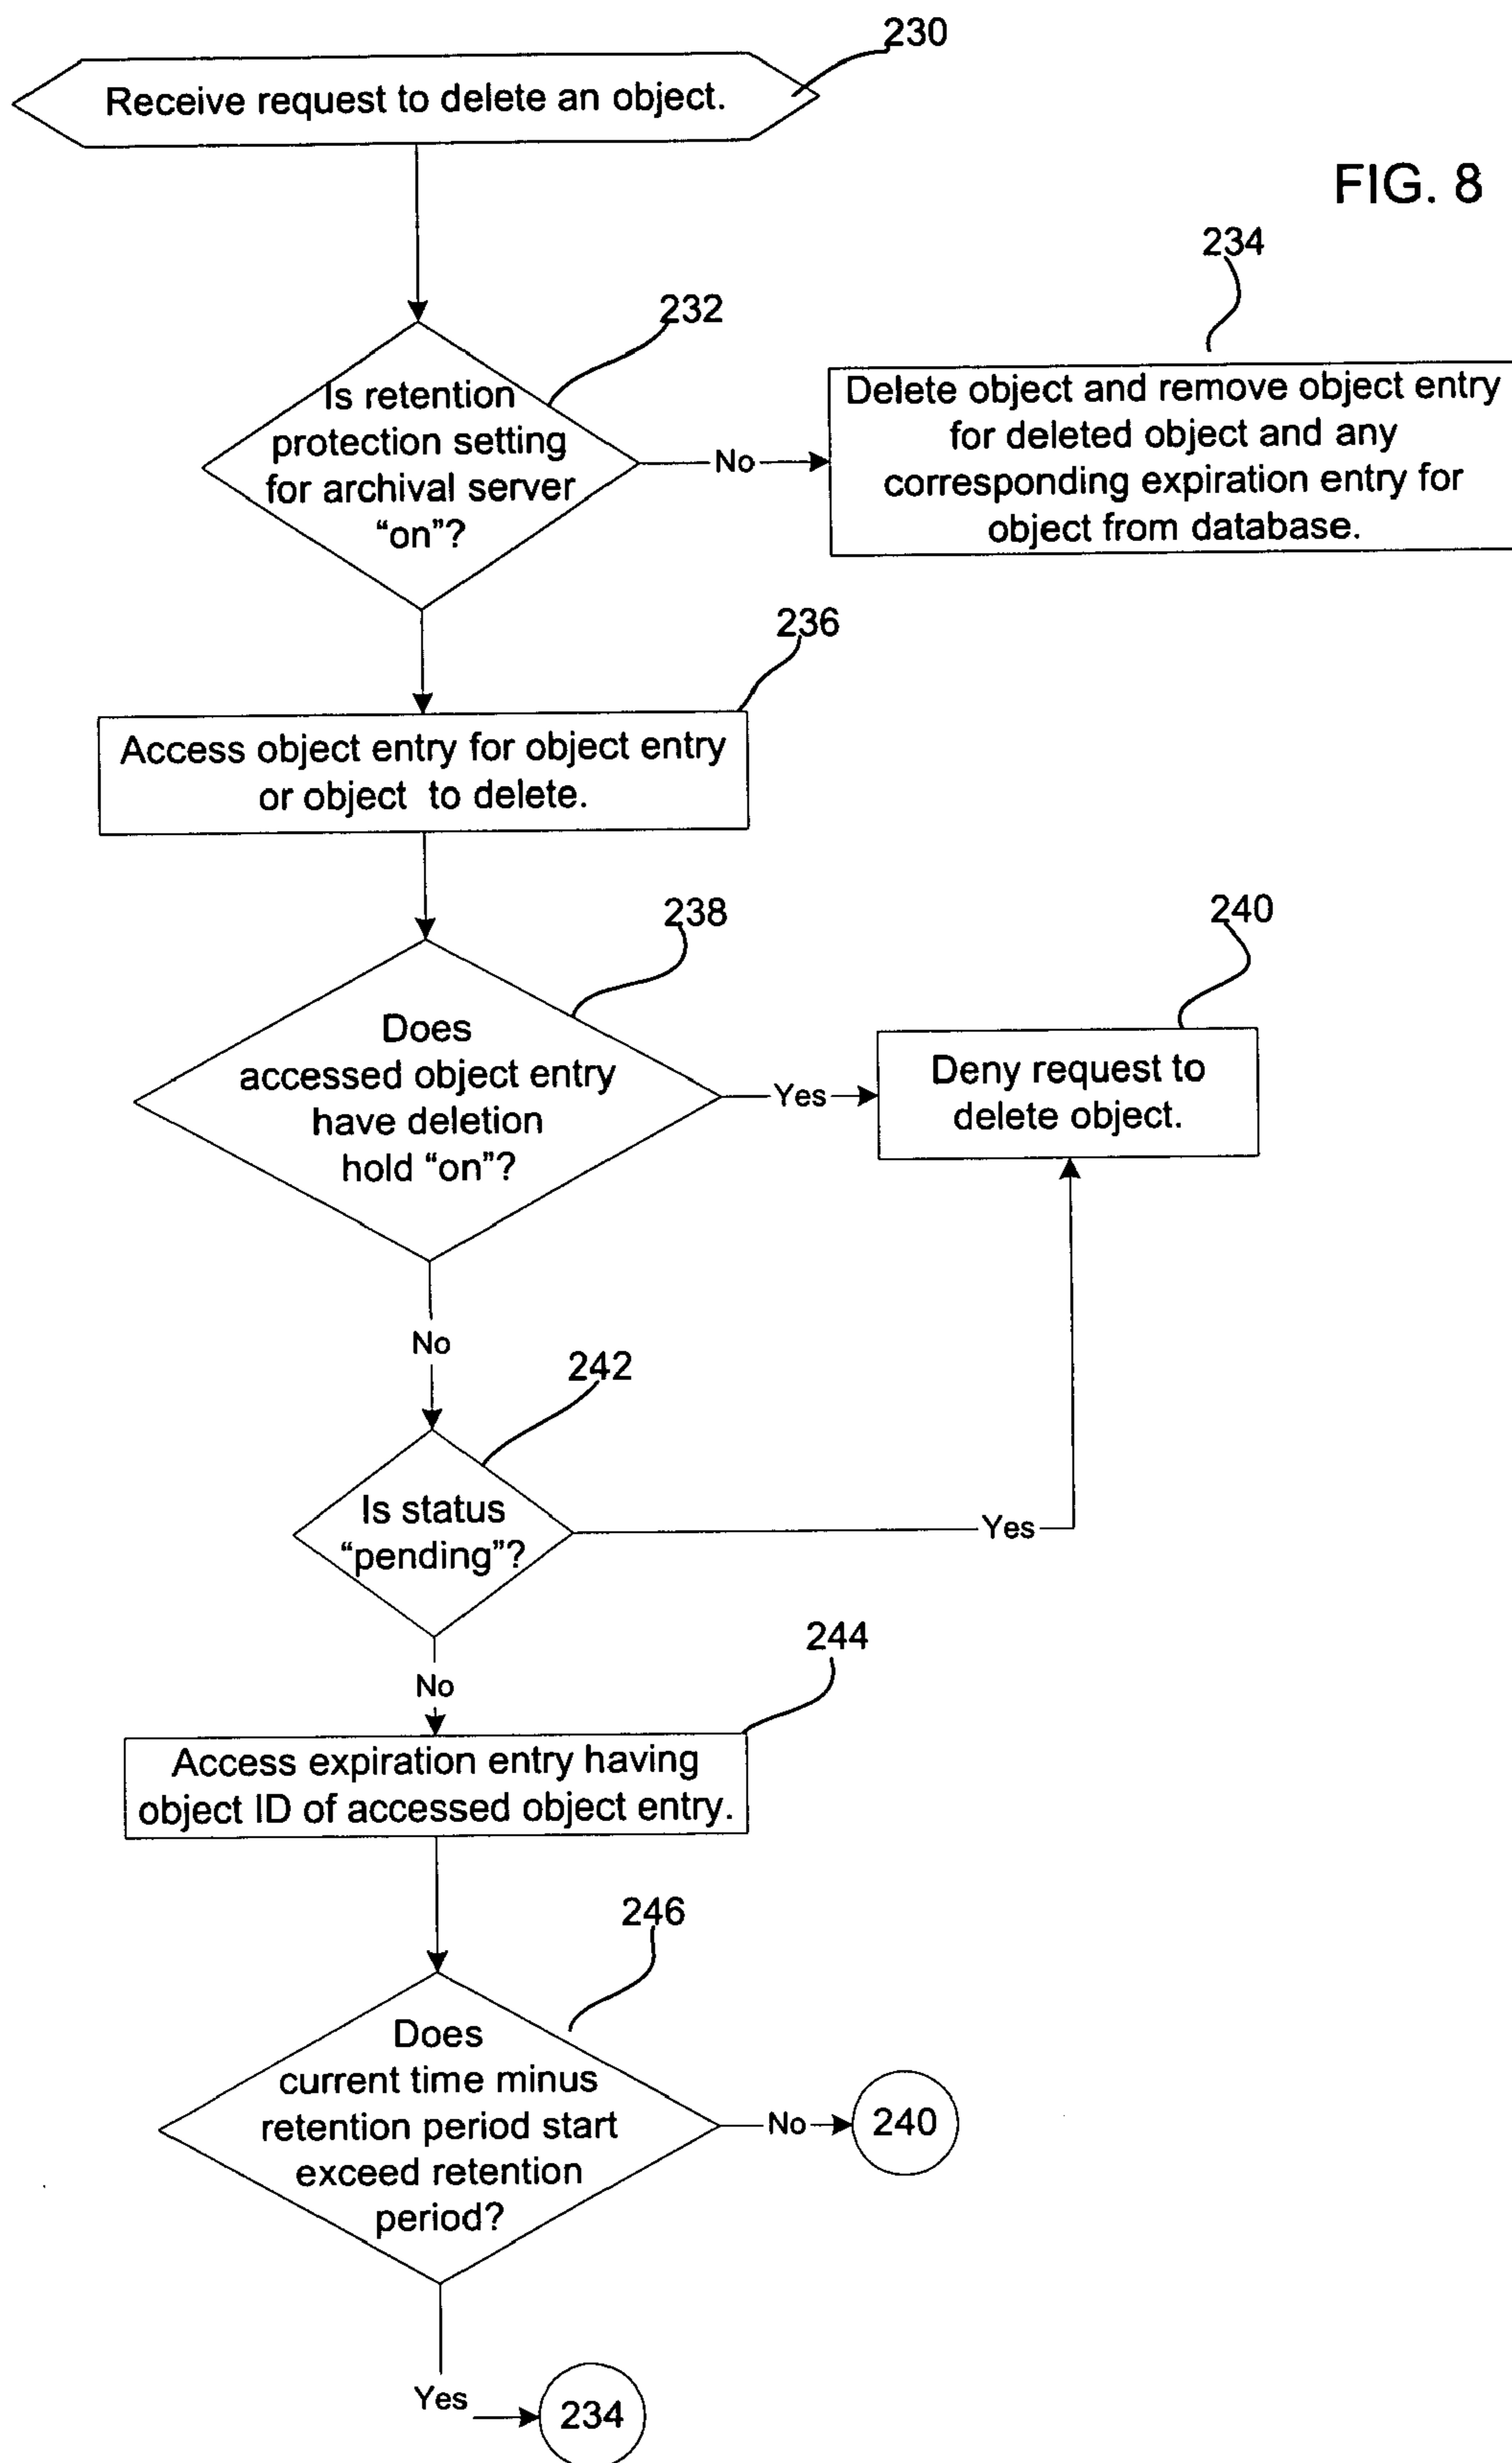 230
Receive request to delete an object.
FIG. 8
234
232
Is retention
protection setting
for archival server
“on”?
No
Delete object and remove object entry
for deleted object and any
corresponding expiration entry for
object from database.
236
Access object entry for object entry
or object to delete.
238
240
Does
accessed object entry
have deletion
hold “on”?
Yes
Deny request to
delete object.
No
242
Is status
“pending”?
Yes
244
No
Access expiration entry having
object ID of accessed object entry.
246
Does
current time minus
retention period start
exceed retention
period?
No
240
Yes
234